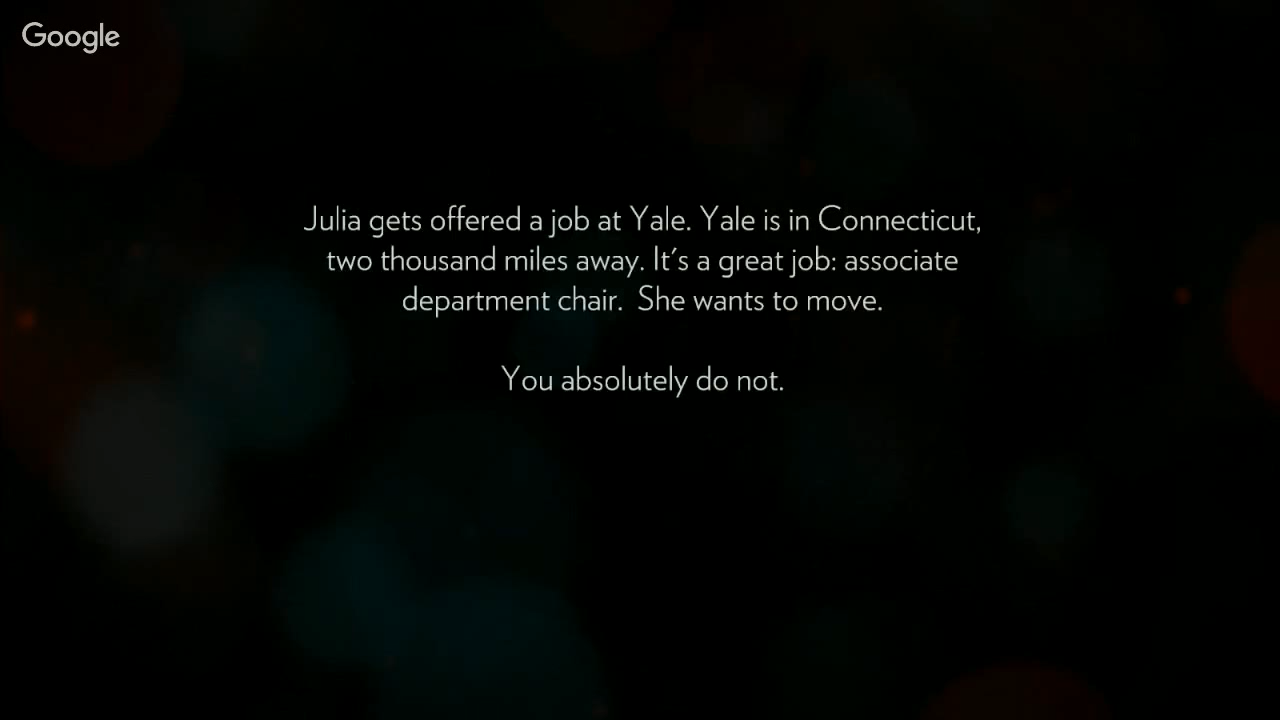 Google
Julia gets offered a job at Yale. Yale is in Connecticut,
two thousand miles away. It's a great job: associate
department chair.  She wants to move.
You absolutely do not.